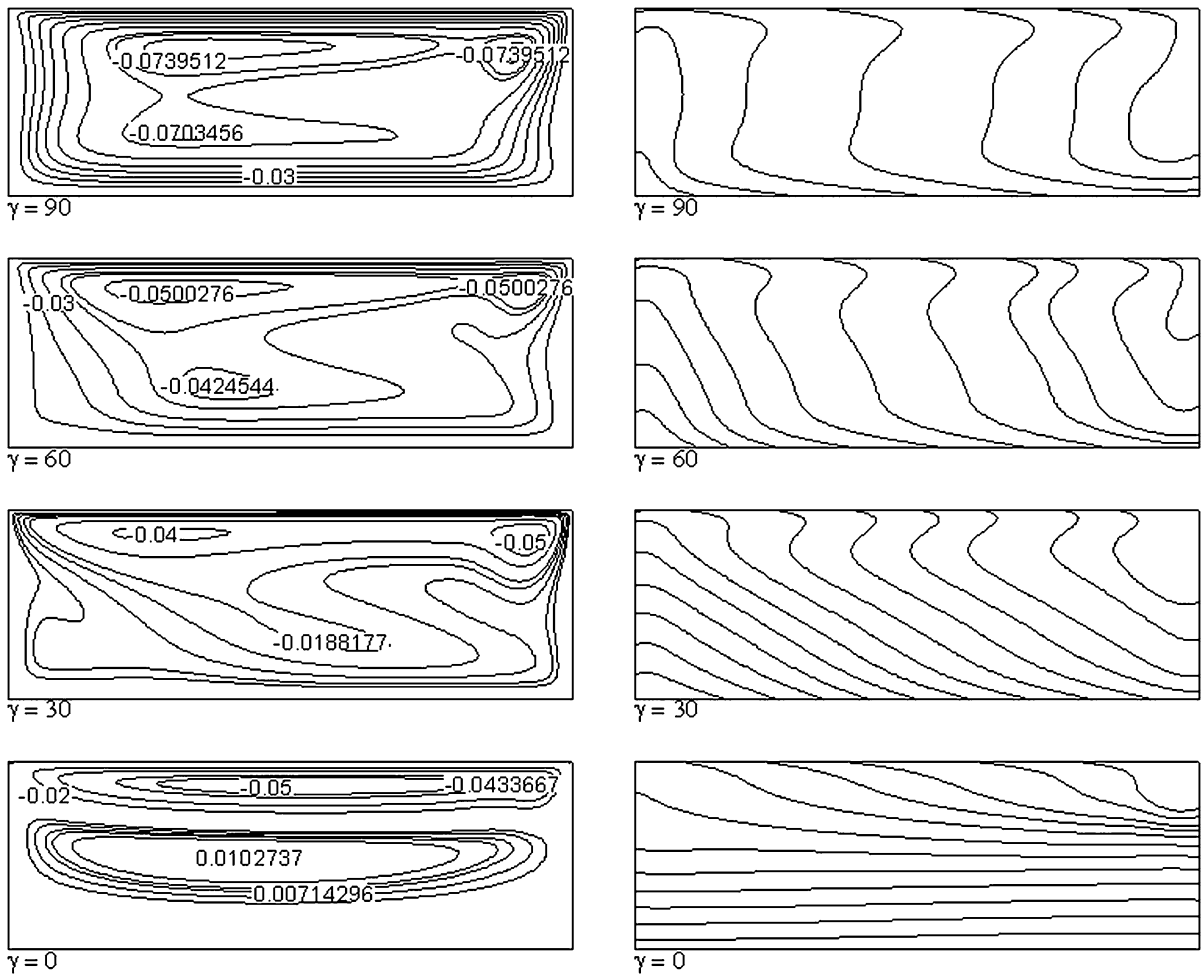 -0.0739512 -0.0739512
-0.0703456
-0.03
γ = 90 γ = 90
-0.03 -0.0500276 -0.0500276
-0.0424544
γ = 60 γ = 60
-0.04 -0.05
-0.0188177
γ = 30 γ = 30
-0.02 -0.05 -0.0433667
0.0102737
-0.00714296
γ = 0 γ = 0